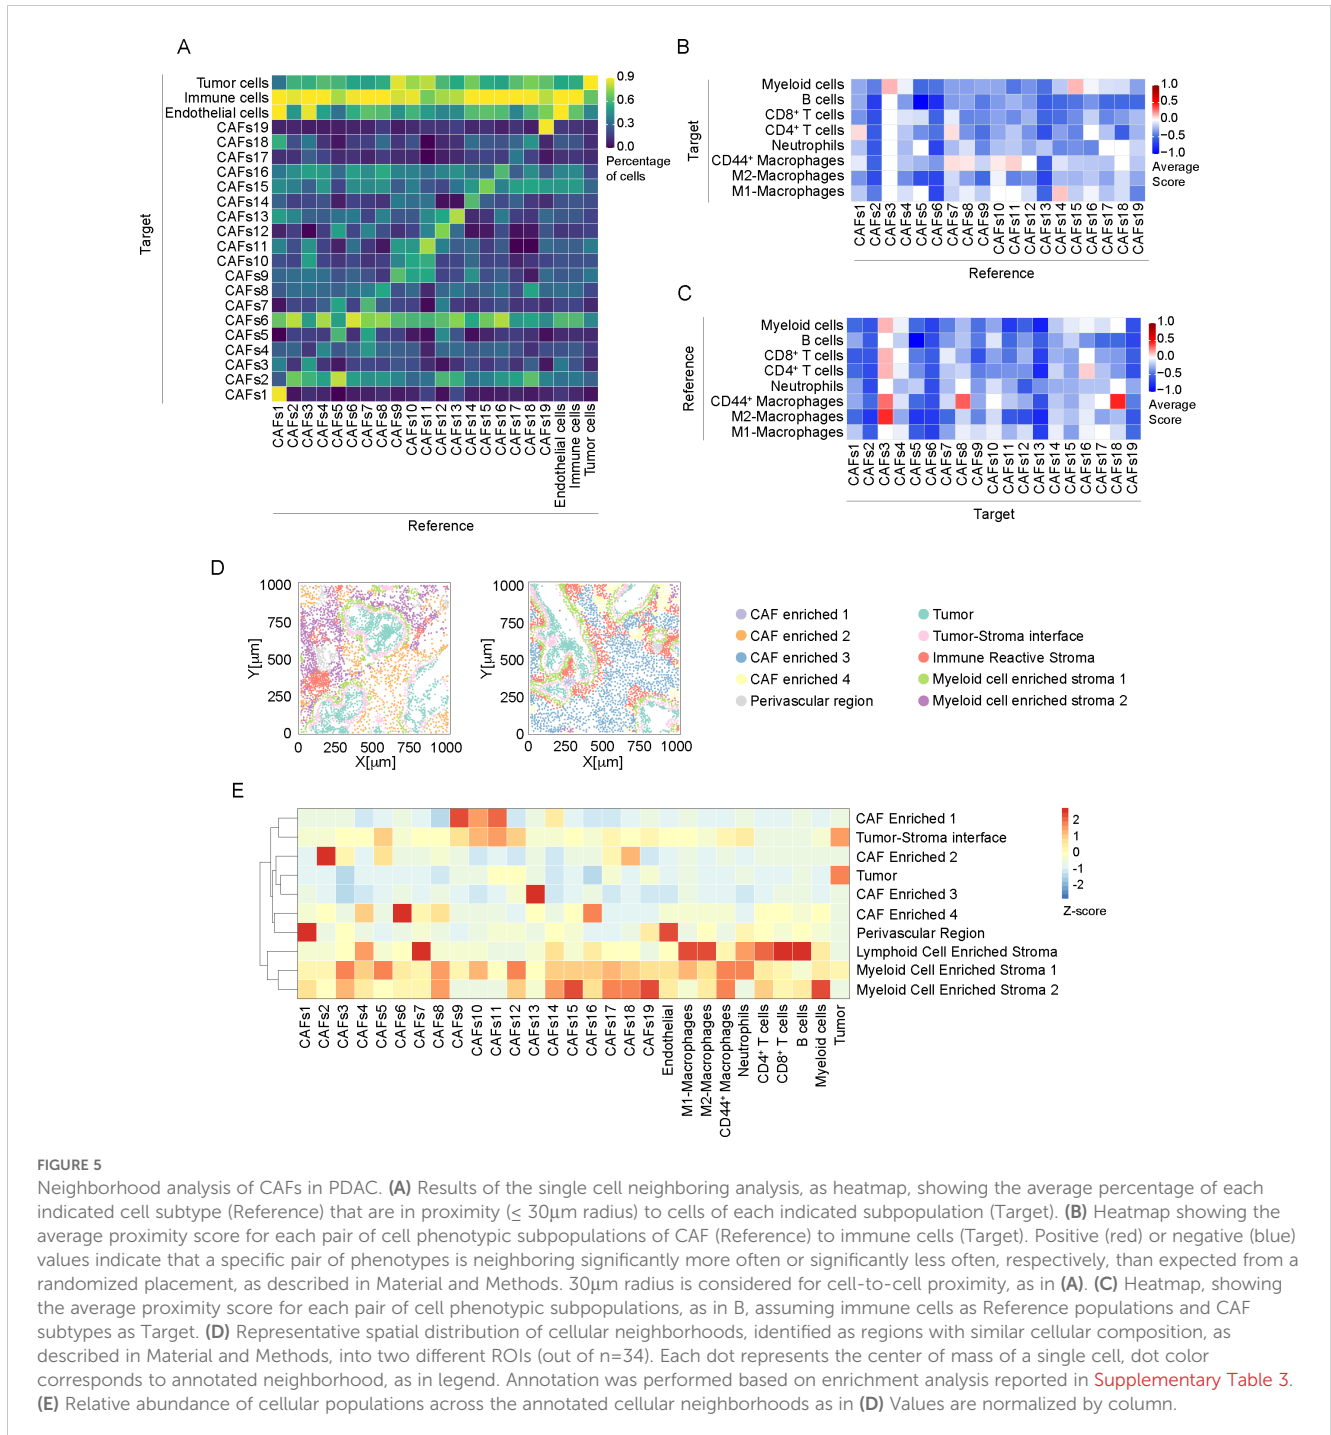 A
Tumor cells
Immune cells
Endothelial cells
CAFs19
CAFs18
CAFs17
CAFs16
CAFs15
CAFs14
CAFs13
CAFs12
CAFs11
CAFs10
CAFs9
CAFs8
CAFs7
CAFs6
CAFs5
CAFs4
CAFs3
CAFs2
CAFs1
Target
0.9
0.6
0.3
0.0
Percentage
of cells
CAFs1
CAFs2
CAFs3
CAFs4
CAFs5
CAFs6
CAFs7
CAFs2
CAFs9
CAFs10
CAFs11
CAFs12
CAFs13
CAFs14
CAFs15
CAFs16
CAFs17
CAFs18
CAFs19
Endothelial cells
Immune cells
Tumor cells
Reference
B
Myeloid cells
B cells
CD8⁺ T cells
CD4⁺ T cells
Neutrophils
CD44⁺ Macrophages
M2-Macrophages
M1-Macrophages
Target
1.0
0.5
0.0
−0.5
−1.0
Average
Score
CAFs1
CAFs2
CAFs3
CAFs4
CAFs5
CAFs6
CAFs7
CAFs8
CAFs9
CAFs10
CAFs11
CAFs12
CAFs13
CAFs14
CAFs15
CAFs16
CAFs17
CAFs18
CAFs19
Reference
C
Myeloid cells
B cells
CD8⁺ T cells
CD4⁺ T cells
Neutrophils
CD44⁺ Macrophages
M2-Macrophages
M1-Macrophages
Reference
1.0
0.5
0.0
−0.5
−1.0
Average
Score
CAFs1
CAFs2
CAFs3
CAFs4
CAFs5
CAFs6
CAFs7
CAFs8
CAFs9
CAFs10
CAFs11
CAFs12
CAFs13
CAFs14
CAFs15
CAFs16
CAFs17
CAFs18
CAFs19
Target
D
1000
750
500
250
0
Y[μm]
0 250 500 750 1000
X[μm]
1000
750
500
250
0
Y[μm]
0 250 500 750 1000
X[μm]
CAF enriched 1
CAF enriched 2
CAF enriched 3
CAF enriched 4
Perivascular region
Tumor
Tumor-Stroma interface
Immune Reactive Stroma
Myeloid cell enriched stroma 1
Myeloid cell enriched stroma 2
E
CAF Enriched 1
Tumor-Stroma interface
CAF Enriched 2
Tumor
CAF Enriched 3
CAF Enriched 4
Perivascular Region
Lymphoid Cell Enriched Stroma
Myeloid Cell Enriched Stroma 1
Myeloid Cell Enriched Stroma 2
2
1
0
-1
-2
Z-score
CAFs1
CAFs2
CAFs3
CAFs4
CAFs5
CAFs6
CAFs7
CAFs8
CAFs9
CAFs10
CAFs11
CAFs12
CAFs13
CAFs14
CAFs15
CAFs16
CAFs17
CAFs18
CAFs19
Endothelial
M1-Macrophages
M2-Macrophages
CD44⁺ Macrophages
Neutrophils
CD4⁺ T cells
CD8⁺ T cells
B cells
Myeloid cells
Tumor
FIGURE 5
Neighborhood analysis of CAFs in PDAC. (A) Results of the single cell neighboring analysis, as heatmap, showing the average percentage of each
indicated cell subtype (Reference) that are in proximity (≤ 30μm radius) to cells of each indicated subpopulation (Target). (B) Heatmap showing the
average proximity score for each pair of cell phenotypic subpopulations of CAF (Reference) to immune cells (Target). Positive (red) or negative (blue)
values indicate that a specific pair of phenotypes is neighboring significantly more often or significantly less often, respectively, than expected from a
randomized placement, as described in Material and Methods. 30μm radius is considered for cell-to-cell proximity, as in (A). (C) Heatmap, showing
the average proximity score for each pair of cell phenotypic subpopulations, as in B, assuming immune cells as Reference populations and CAF
subtypes as Target. (D) Representative spatial distribution of cellular neighborhoods, identified as regions with similar cellular composition, as
described in Material and Methods, into two different ROIs (out of n=34). Each dot represents the center of mass of a single cell, dot color
corresponds to annotated neighborhood, as in legend. Annotation was performed based on enrichment analysis reported in Supplementary Table 3.
(E) Relative abundance of cellular populations across the annotated cellular neighborhoods as in (D) Values are normalized by column.